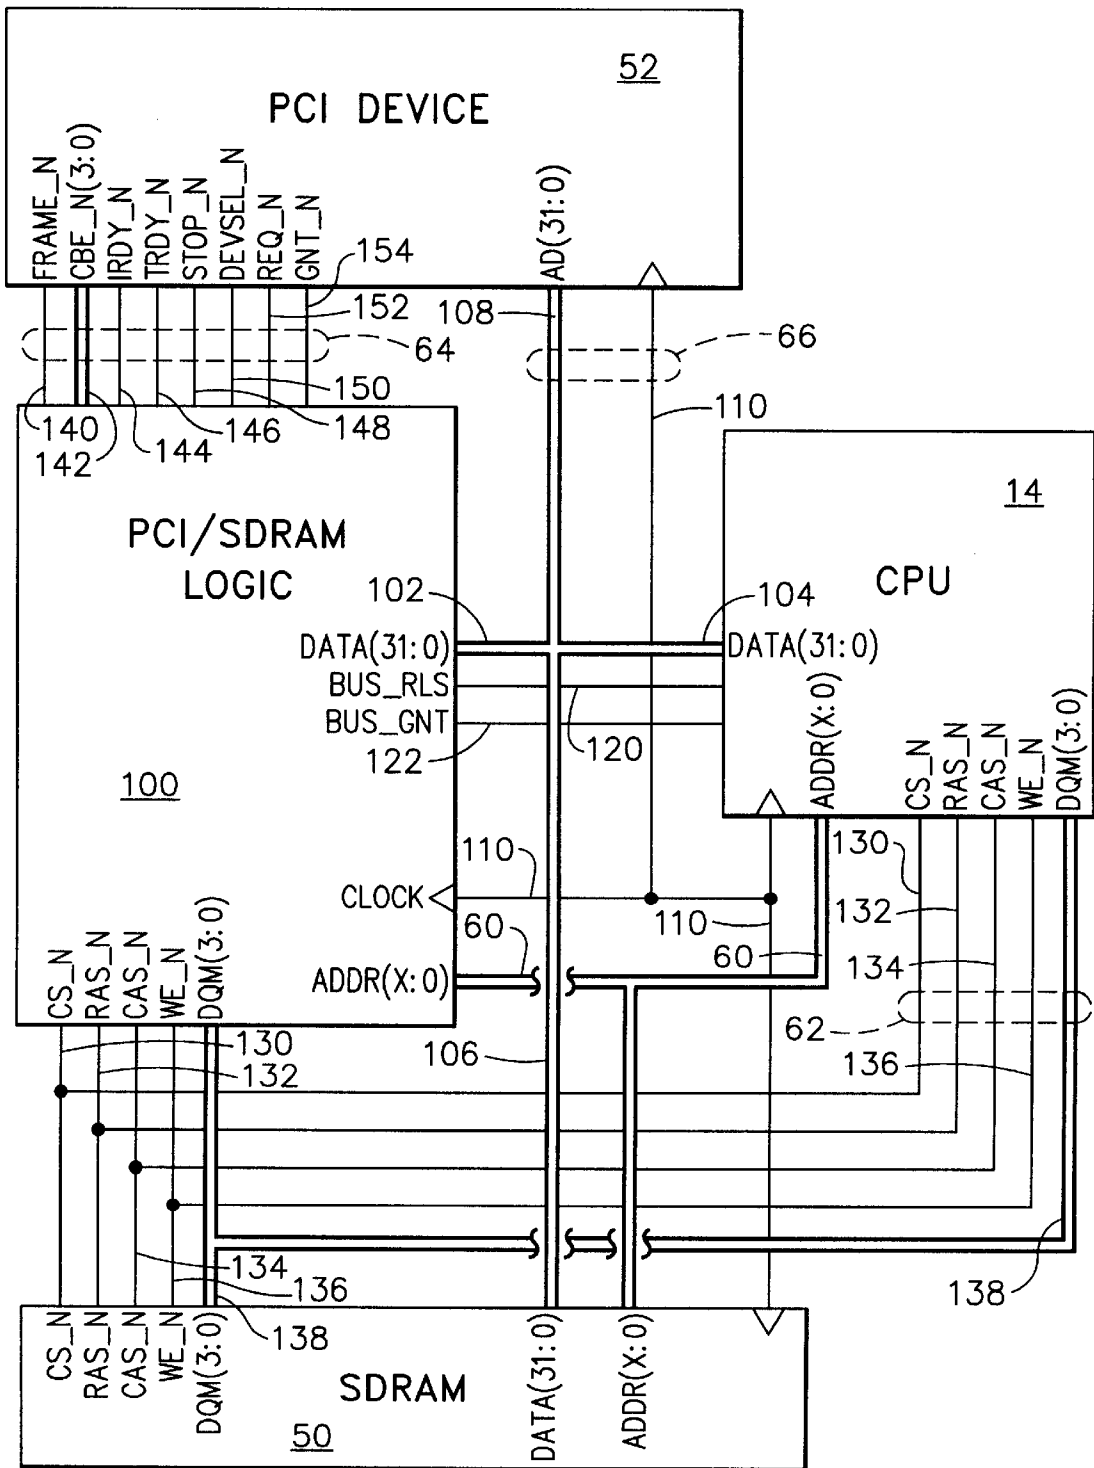 52
PCI DEVICE
FRAME_N
CBE_N(3:0)
IRDY_N
TRDY_N
STOP_N
DEVSEL_N
REQ_N
GNT_N
AD(31:0)
154
152
108
64
66
150
110
140
142
144
146
148
14
CPU
PCI/SDRAM
LOGIC
102
104
DATA(31:0)
DATA(31:0)
BUS_RLS
BUS_GNT
122
120
100
ADDR(X:0)
CS_N
RAS_N
CAS_N
WE_N
DQM(3:0)
130
110
CLOCK
132
110
60
60
134
ADDR(X:0)
CS_N
RAS_N
CAS_N
WE_N
DQM(3:0)
62
130
132
106
136
134
136
138
138
CS_N
RAS_N
CAS_N
WE_N
DQM(3:0)
SDRAM
50
DATA(31:0)
ADDR(X:0)